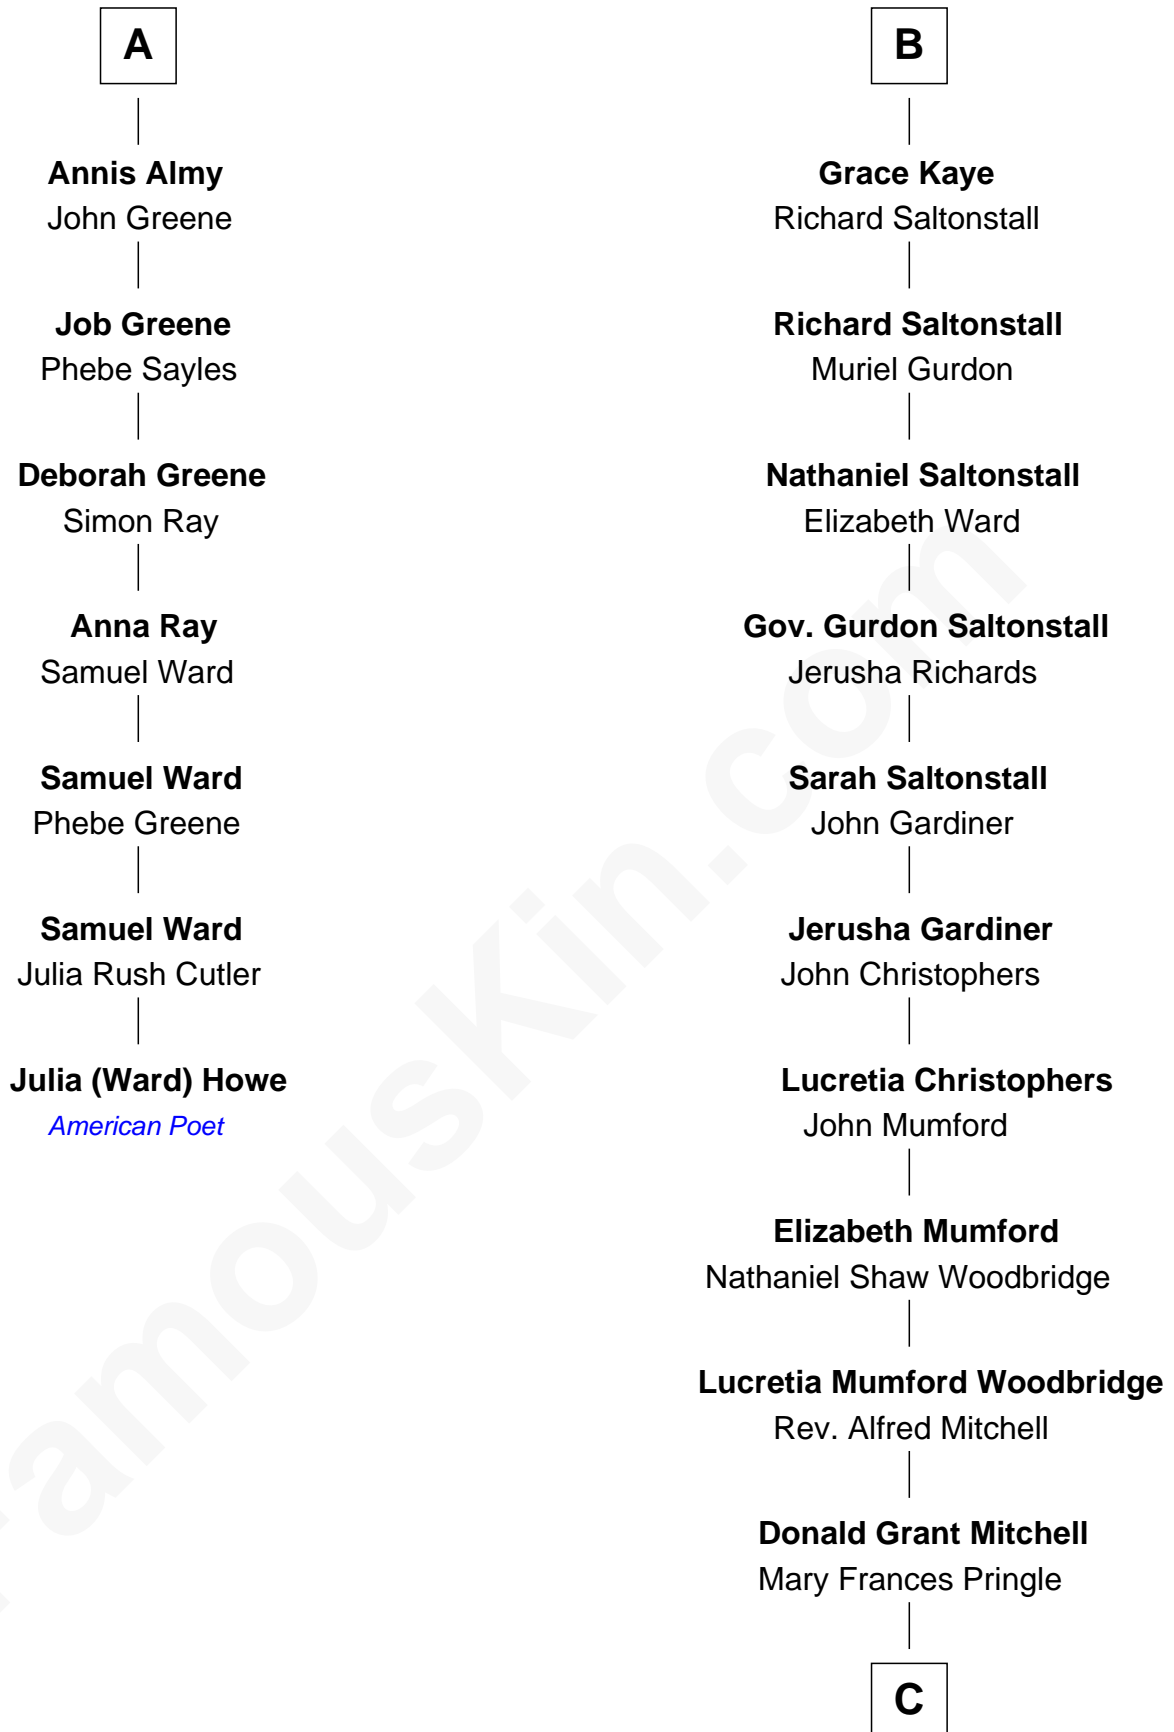 A
Annis Almy
John Greene
Job Greene
Phebe Sayles
Deborah Greene
Simon Ray
Anna Ray
Samuel Ward
Samuel Ward
Phebe Greene
Samuel Ward
Julia Rush Cutler
Julia (Ward) Howe
American Poet
B
Grace Kaye
Richard Saltonstall
Richard Saltonstall
Muriel Gurdon
Nathaniel Saltonstall
Elizabeth Ward
Gov. Gurdon Saltonstall
Jerusha Richards
Sarah Saltonstall
John Gardiner
Jerusha Gardiner
John Christophers
Lucretia Christophers
John Mumford
Elizabeth Mumford
Nathaniel Shaw Woodbridge
Lucretia Mumford Woodbridge
Rev. Alfred Mitchell
Donald Grant Mitchell
Mary Frances Pringle
C
FamousKin.com